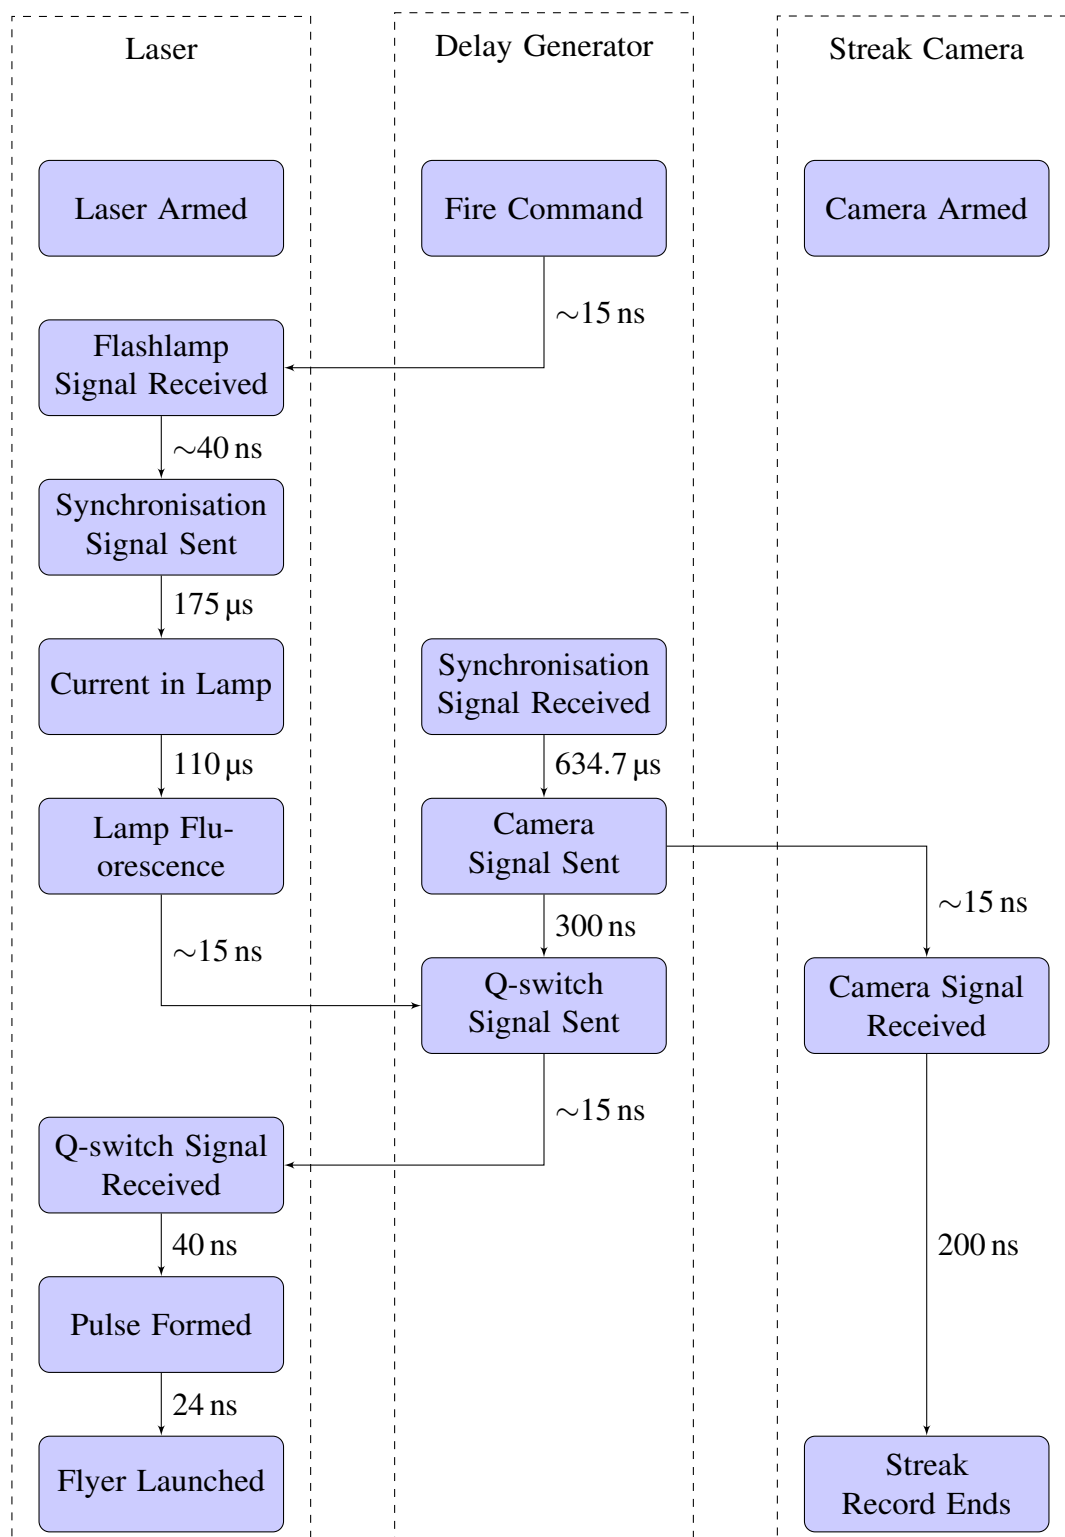 Laser
Delay Generator
Streak Camera
Laser Armed
Fire Command
Camera Armed
∼15 ns
Flashlamp
Signal Received
∼40 ns
Synchronisation
Signal Sent
175 µs
Current in Lamp
Synchronisation
Signal Received
110 µs
634.7 µs
Lamp Flu-
orescence
Camera
Signal Sent
∼15 ns
300 ns
∼15 ns
Q-switch
Signal Sent
Camera Signal
Received
∼15 ns
Q-switch Signal
Received
40 ns
200 ns
Pulse Formed
24 ns
Flyer Launched
Streak
Record Ends